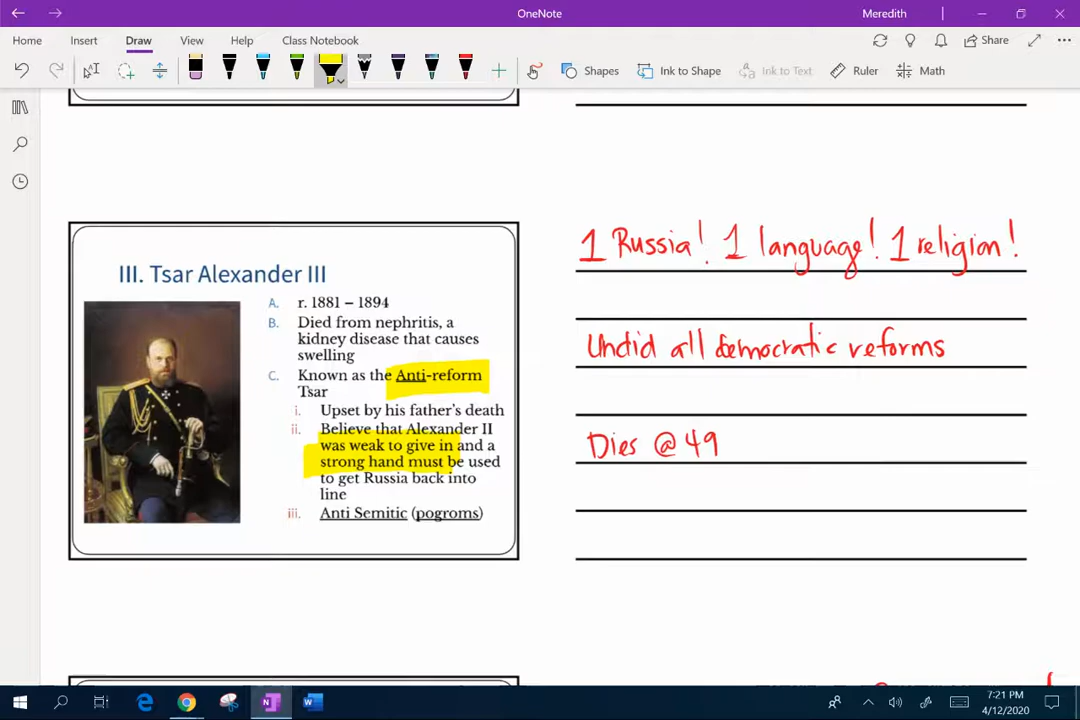 OneNote
Meredith
Home
Insert
Draw
View
Help
Class Notebook
Share
Shapes
Ink to Shape
Ink to Text
Ruler
Math
III. Tsar Alexander III
A. r. 1881 – 1894
B. Died from nephritis, a
kidney disease that causes
swelling
C. Known as the Anti-reform
Tsar
i. Upset by his father's death
ii. Believe that Alexander II
was weak to give in and a
strong hand must be used
to get Russia back into
line
iii. Anti Semitic (pogroms)
1 Russia! 1 language! 1 religion!
Undid all democratic reforms
Dies @ 49
7:21 PM
4/12/2020